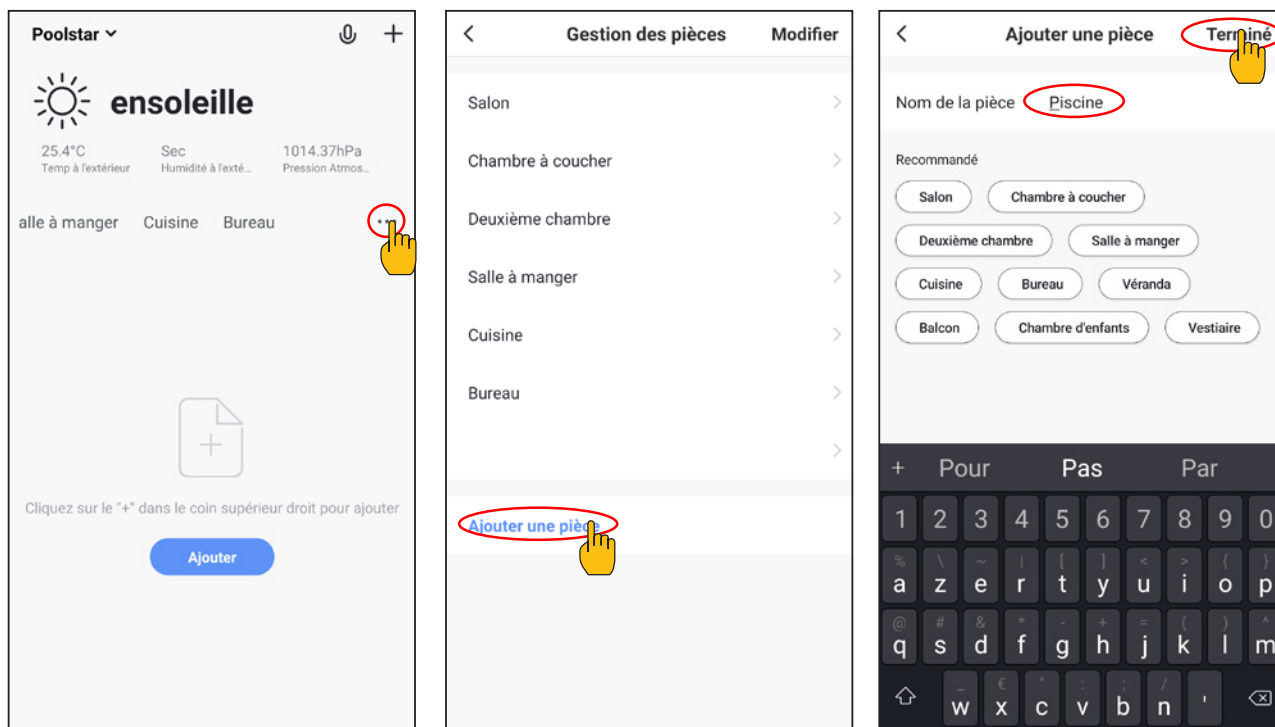 Poolstar
ensoleille
25.4°C Sec 1014.37hPa
Temp à l'extérieur Humidité à l'exté... Pression Atmos...
alle à manger Cuisine Bureau ...
Cliquez sur le "+" dans le coin supérieur droit pour ajouter
Ajouter
Gestion des pièces Modifier
Salon
Chambre à coucher
Deuxième chambre
Salle à manger
Cuisine
Bureau
Ajouter une pièce
Ajouter une pièce Terminé
Nom de la pièce Piscine
Recommandé
Salon Chambre à coucher
Deuxième chambre Salle à manger
Cuisine Bureau Véranda
Balcon Chambre d'enfants Vestiaire
+ Pour Pas Par
1 2 3 4 5 6 7 8 9 0
% \ ~ | [ ] < > { }
a z e r t y u i o p
@ # & * - + = ( ) ^
q s d f g h j k l m
_ € " : ; /
w x c v b n '